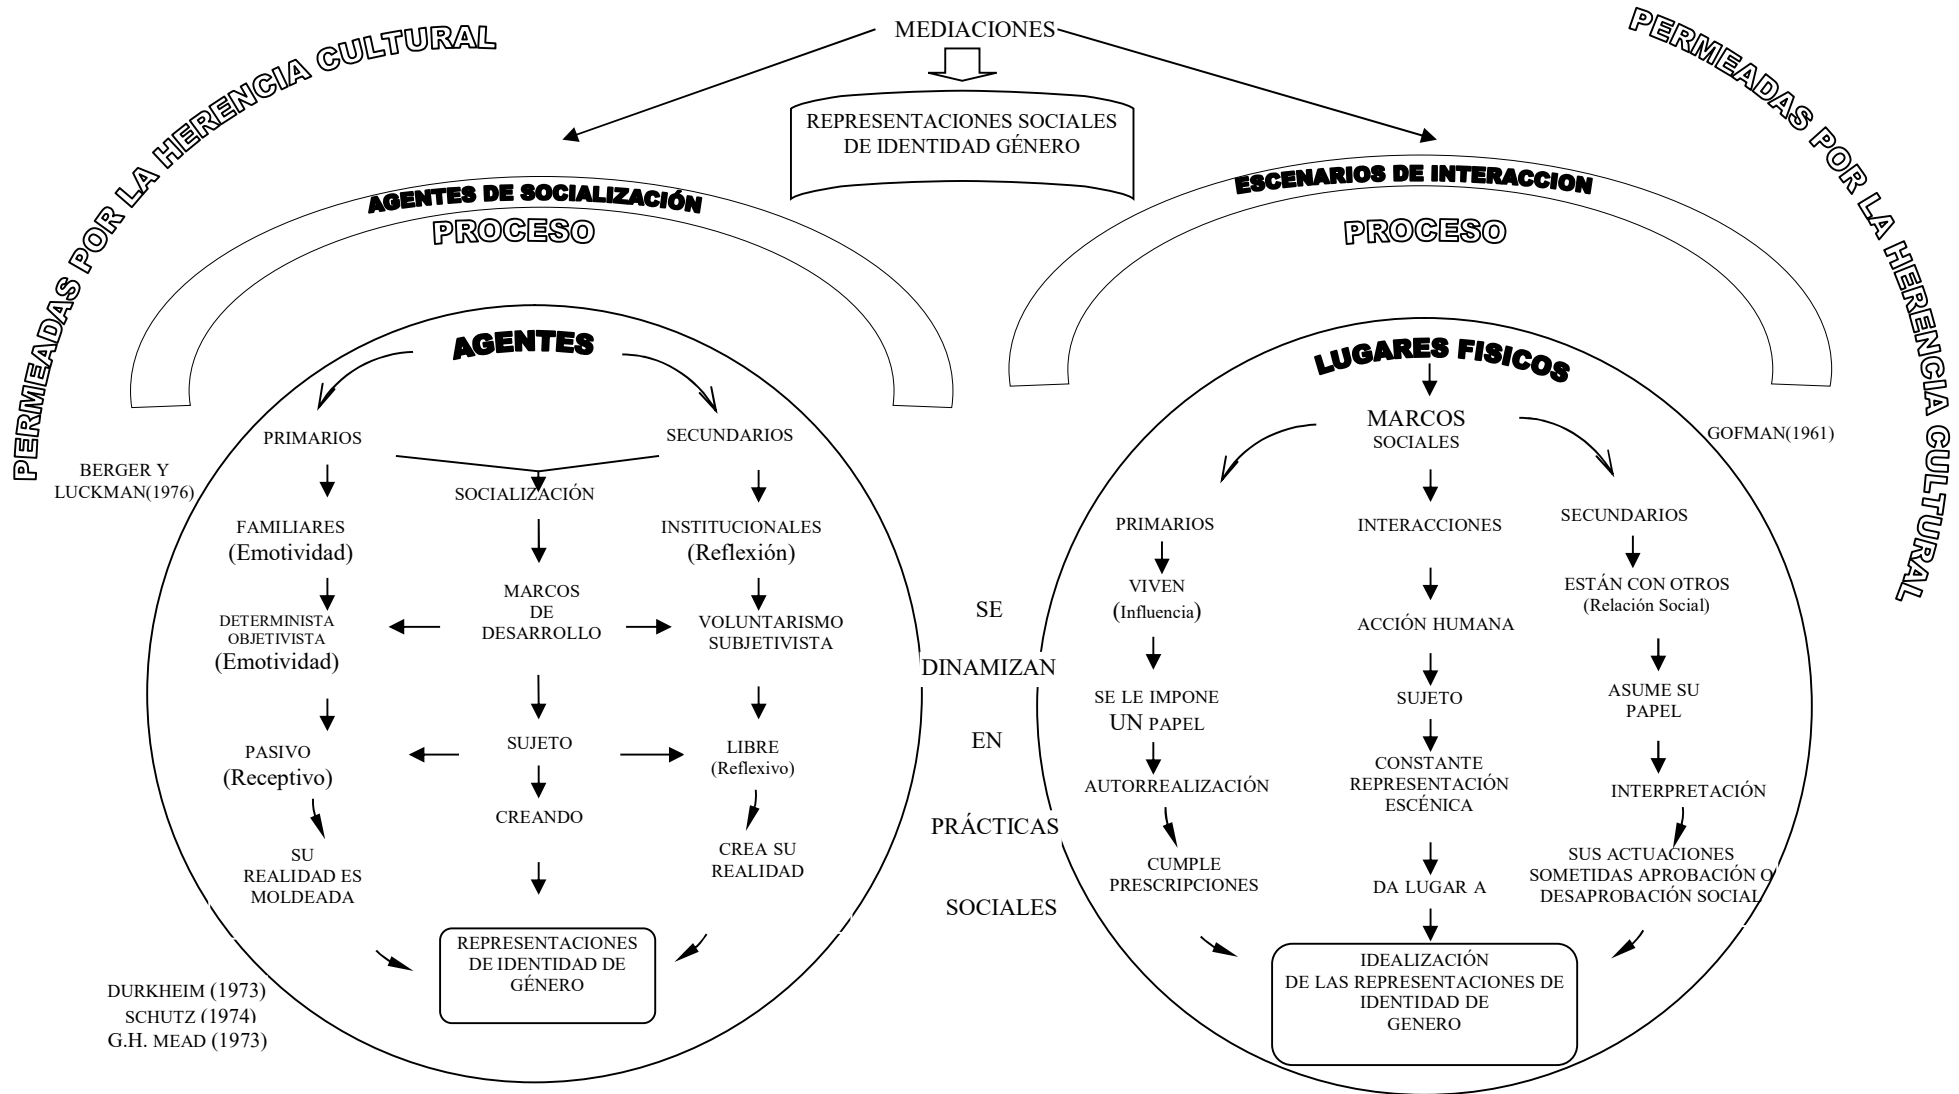 MEDIACIONES
REPRESENTACIONES SOCIALES
DE IDENTIDAD GÉNERO
PERMEADAS POR LA HERENCIA CULTURAL
AGENTES DE SOCIALIZACIÓN
PROCESO
AGENTES
PRIMARIOS
SECUNDARIOS
BERGER Y
LUCKMAN(1976)
SOCIALIZACIÓN
FAMILIARES
(Emotividad)
INSTITUCIONALES
(Reflexión)
MARCOS
DE
DESARROLLO
DETERMINISTA
OBJETIVISTA
(Emotividad)
VOLUNTARISMO
SUBJETIVISTA
SUJETO
PASIVO
(Receptivo)
LIBRE
(Reflexivo)
CREANDO
SU
REALIDAD ES
MOLDEADA
CREA SU
REALIDAD
REPRESENTACIONES
DE IDENTIDAD DE
GÉNERO
DURKHEIM (1973)
SCHUTZ (1974)
G.H. MEAD (1973)
SE
DINAMIZAN
EN
PRÁCTICAS
SOCIALES
PERMEADAS POR LA HERENCIA CULTURAL
ESCENARIOS DE INTERACCION
PROCESO
LUGARES FISICOS
MARCOS
SOCIALES
GOFMAN(1961)
PRIMARIOS
INTERACCIONES
SECUNDARIOS
VIVEN
(Influencia)
ESTÁN CON OTROS
(Relación Social)
ACCIÓN HUMANA
SE LE IMPONE
UN PAPEL
SUJETO
ASUME SU
PAPEL
AUTORREALIZACIÓN
CONSTANTE
REPRESENTACIÓN
ESCÉNICA
INTERPRETACIÓN
CUMPLE
PRESCRIPCIONES
DA LUGAR A
SUS ACTUACIONES
SOMETIDAS APROBACIÓN O
DESAPROBACIÓN SOCIAL
IDEALIZACIÓN
DE LAS REPRESENTACIONES DE
IDENTIDAD DE
GENERO